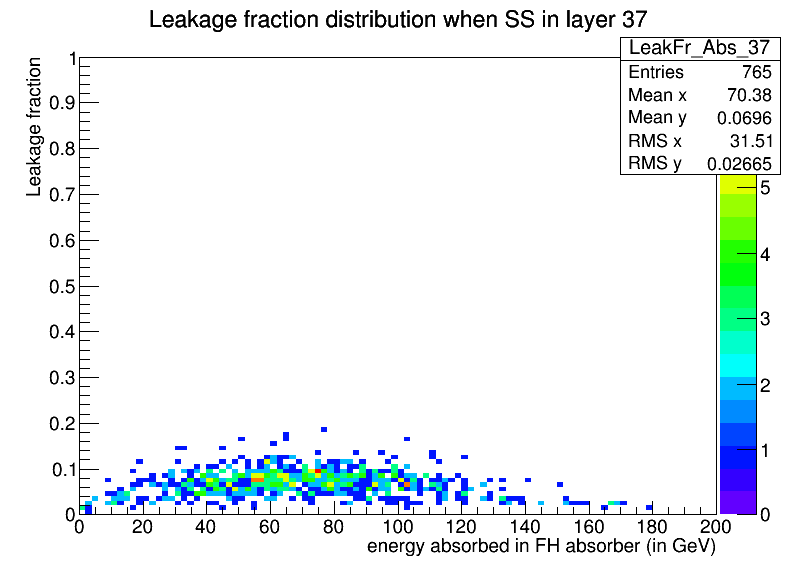 Leakage fraction distribution when SS in layer 37
LeakFr_Abs_37
Entries 765
Mean x 70.38
Mean y 0.0696
RMS x 31.51
RMS y 0.02665
Leakage fraction
1
0.9
0.8
0.7
0.6
0.5
0.4
0.3
0.2
0.1
0
0 20 40 60 80 100 120 140 160 180 200
energy absorbed in FH absorber (in GeV)
5
4
3
2
1
0